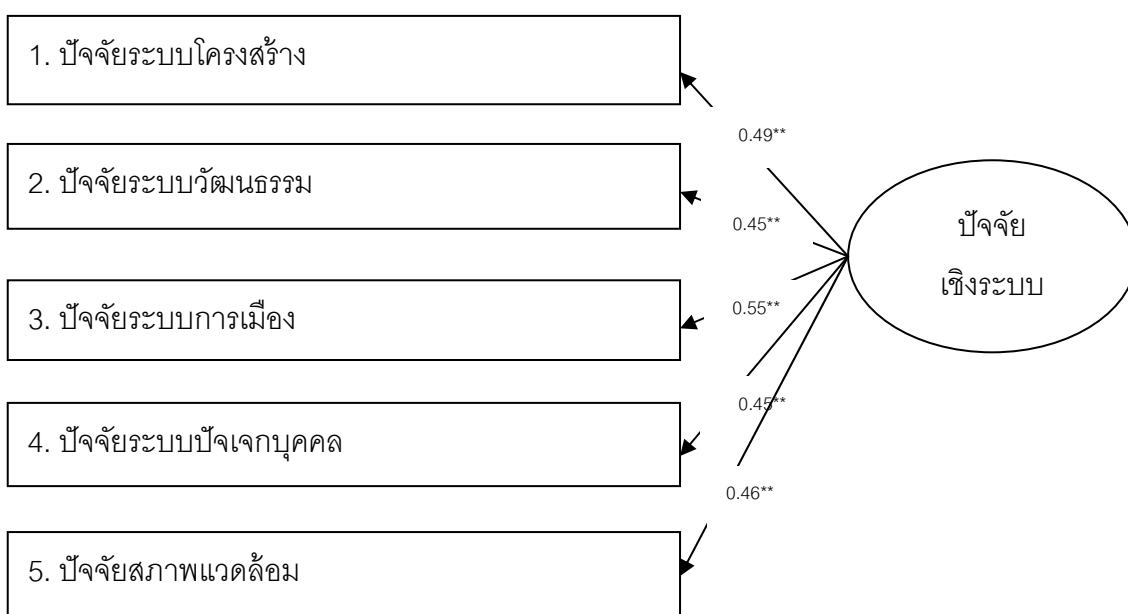 1. ปัจจัยระบบโครงสร้าง
0.49**
2. ปัจจัยระบบวัฒนธรรม
0.45**
ปัจจัย
เชิงระบบ
3. ปัจจัยระบบการเมือง
0.55**
4. ปัจจัยระบบปัจเจกบุคคล
0.45**
0.46**
5. ปัจจัยสภาพแวดล้อม